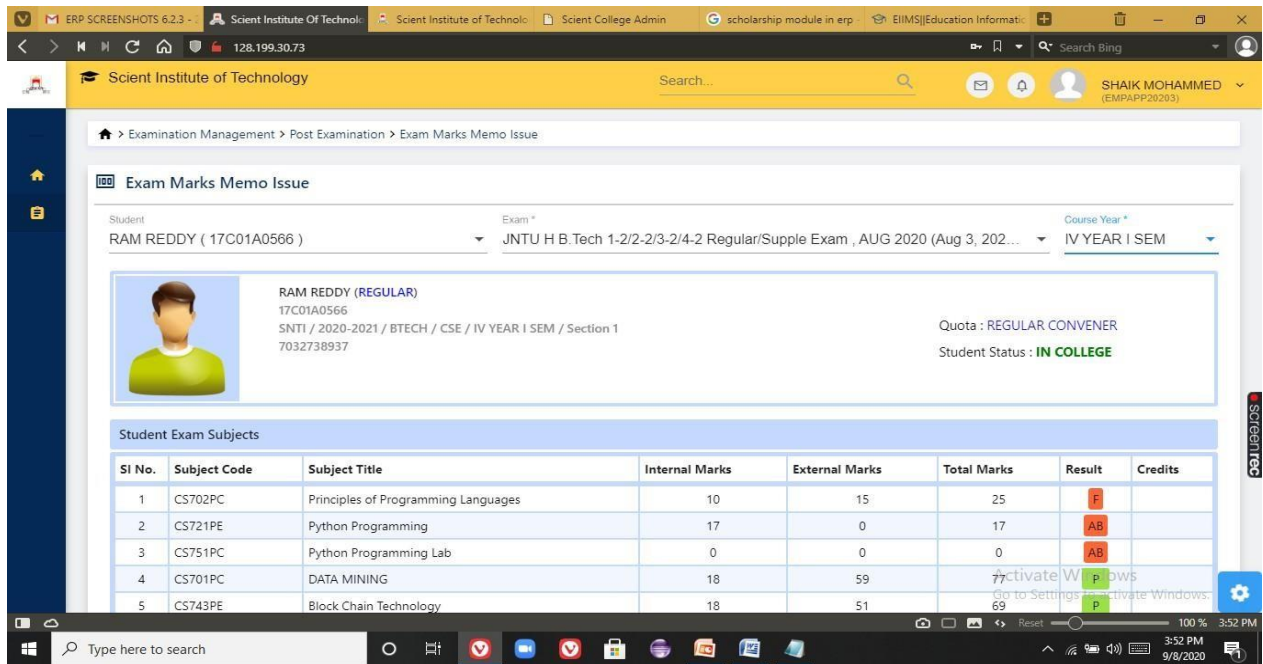 ERP SCREENSHOTS 6.2.3 - Scient Institute Of Technolo Scient Institute of Technolo Scient College Admin scholarship module in erp - EIIMS||Education Informatic
128.199.30.73 Search Bing
Scient Institute of Technology Search... SHAIK MOHAMMED
(EMPAPP20203)
> Examination Management > Post Examination > Exam Marks Memo Issue
Exam Marks Memo Issue
Student Exam * Course Year *
RAM REDDY ( 17C01A0566 ) JNTU H B.Tech 1-2/2-2/3-2/4-2 Regular/Supple Exam , AUG 2020 (Aug 3, 202... IV YEAR I SEM
RAM REDDY (REGULAR)
17C01A0566
SNTI / 2020-2021 / BTECH / CSE / IV YEAR I SEM / Section 1
7032738937
Quota : REGULAR CONVENER
Student Status : IN COLLEGE
Student Exam Subjects
SI No. Subject Code Subject Title Internal Marks External Marks Total Marks Result Credits
1 CS702PC Principles of Programming Languages 10 15 25 F
2 CS721PE Python Programming 17 0 17 AB
3 CS751PC Python Programming Lab 0 0 0 AB
4 CS701PC DATA MINING 18 59 77 P
5 CS743PE Block Chain Technology 18 51 69 P
Activate Windows
Go to Settings to activate Windows.
screenrec
Reset 100 % 3:52 PM
Type here to search 3:52 PM
9/8/2020